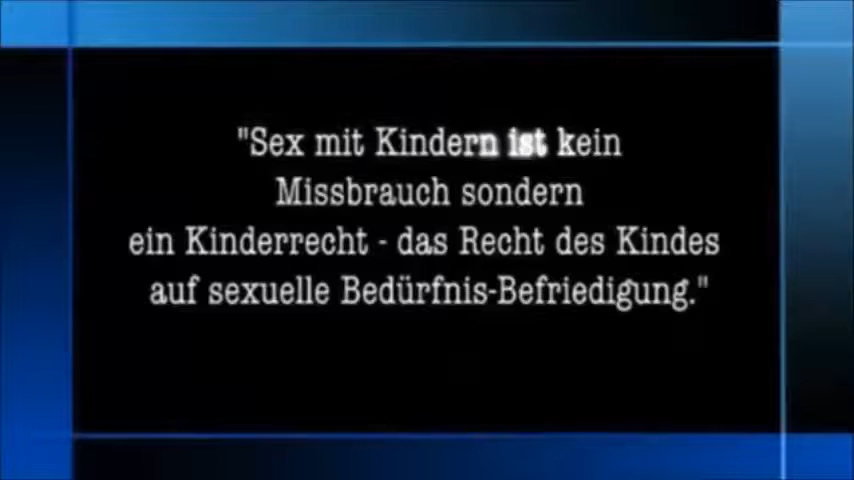 "Sex mit Kindern ist kein
Missbrauch sondern
ein Kinderrecht - das Recht des Kindes
auf sexuelle Bedürfnis-Befriedigung."